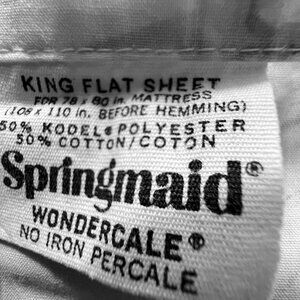 KING FLAT SHEET
FOR 78 x 80 in. MATTRESS
(108 x 110 in. BEFORE HEMMING)
50% KODEL® POLYESTER
50% COTTON/COTON
Springmaid®
WONDERCALE®
NO IRON PERCALE